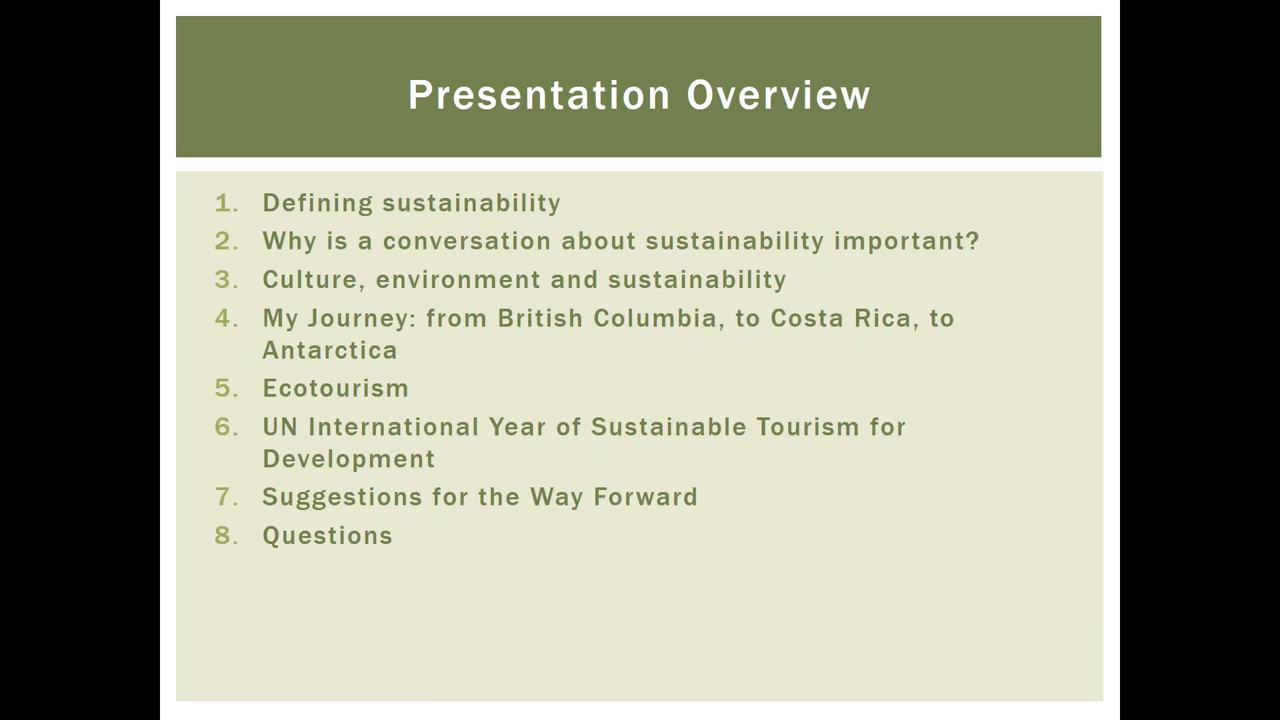 Presentation Overview
1. Defining sustainability
2. Why is a conversation about sustainability important?
3. Culture, environment and sustainability
4. My Journey: from British Columbia, to Costa Rica, to
Antarctica
5. Ecotourism
6. UN International Year of Sustainable Tourism for
Development
7. Suggestions for the Way Forward
8. Questions